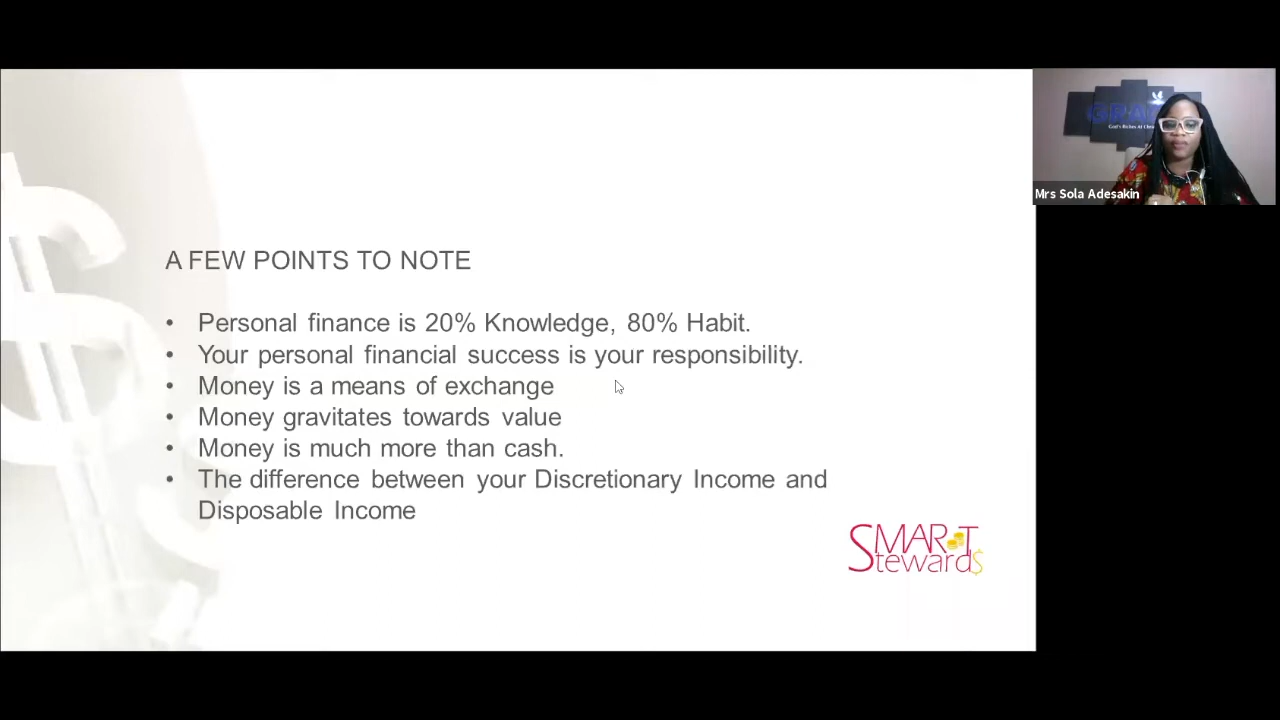 A FEW POINTS TO NOTE
• Personal finance is 20% Knowledge, 80% Habit.
• Your personal financial success is your responsibility.
• Money is a means of exchange
• Money gravitates towards value
• Money is much more than cash.
• The difference between your Discretionary Income and
Disposable Income
SMART
Steward$
Mrs Sola Adesakin